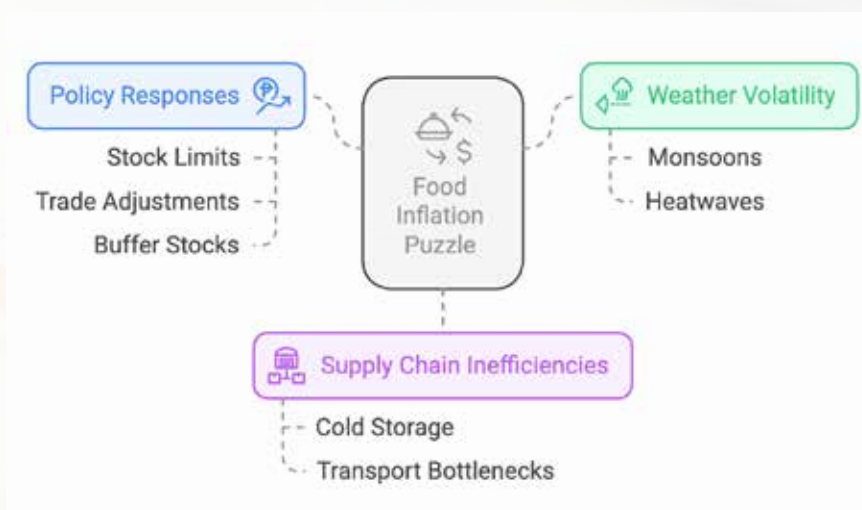 Policy Responses
Stock Limits
Trade Adjustments
Buffer Stocks
$
Food
Inflation
Puzzle
Weather Volatility
Monsoons
Heatwaves
Supply Chain Inefficiencies
Cold Storage
Transport Bottlenecks